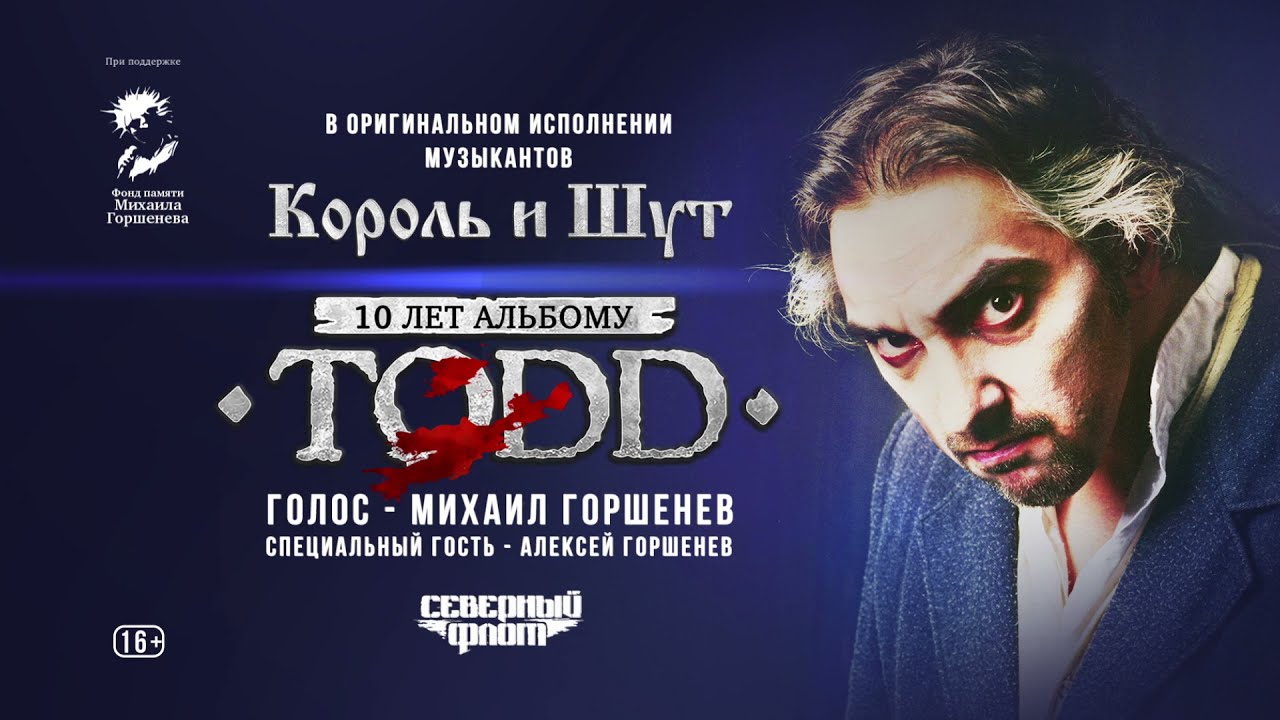 При поддержке
Фонд памяти
Михаила
Горшенева
В ОРИГИНАЛЬНОМ ИСПОЛНЕНИИ
МУЗЫКАНТОВ
Король и Шут
10 ЛЕТ АЛЬБОМУ
TODD
ГОЛОС - МИХАИЛ ГОРШЕНЕВ
СПЕЦИАЛЬНЫЙ ГОСТЬ - АЛЕКСЕЙ ГОРШЕНЕВ
СЕВЕРНЫЙ
ФЛОТ
16+